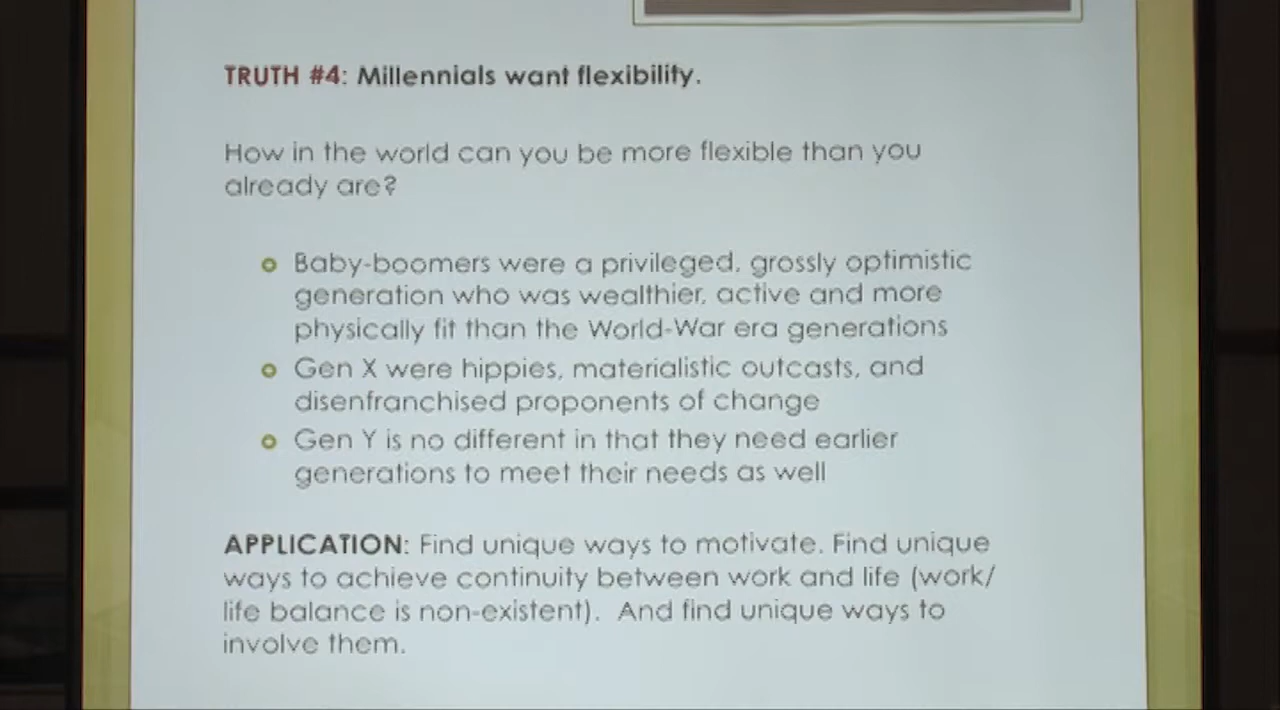 TRUTH #4: Millennials want flexibility.
How in the world can you be more flexible than you
already are?
Baby-boomers were a privileged, grossly optimistic
generation who was wealthier, active and more
physically fit than the World-War era generations
Gen X were hippies, materialistic outcasts, and
disenfranchised proponents of change
Gen Y is no different in that they need earlier
generations to meet their needs as well
APPLICATION: Find unique ways to motivate. Find unique
ways to achieve continuity between work and life (work/
life balance is non-existent). And find unique ways to
involve them.